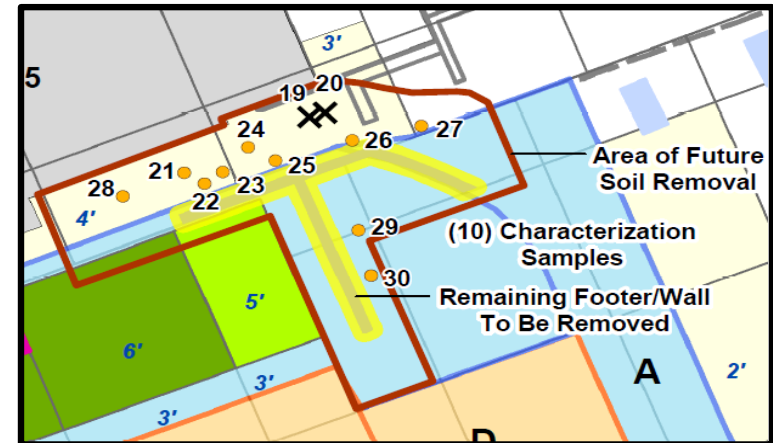 3'
5
20
19
27
24
26
21
25
Area of Future
Soil Removal
28
22
23
4'
29
(10) Characterization
Samples
30
Remaining Footer/Wall
To Be Removed
5'
6'
A
2'
3'
3'
D